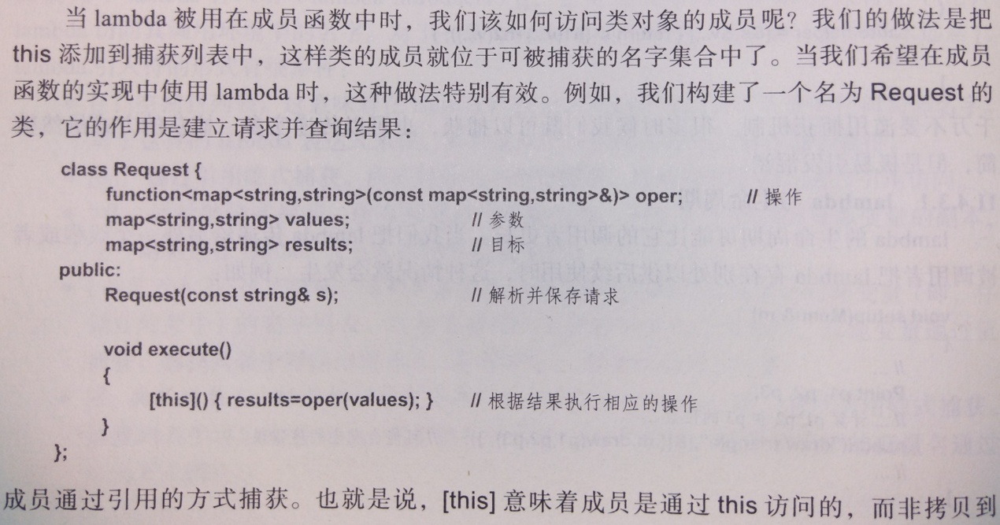 当 lambda 被用在成员函数中时，我们该如何访问类对象的成员呢？我们的做法是把
this 添加到捕获列表中，这样类的成员就位于可被捕获的名字集合中了。当我们希望在成员
函数的实现中使用 lambda 时，这种做法特别有效。例如，我们构建了一个名为 Request 的
类，它的作用是建立请求并查询结果：
class Request {
function<map<string,string>(const map<string,string>&)> oper; // 操作
map<string,string> values; // 参数
map<string,string> results; // 目标
public:
Request(const string& s); // 解析并保存请求
void execute()
{
[this]() { results=oper(values); } // 根据结果执行相应的操作
}
};
成员通过引用的方式捕获。也就是说，[this] 意味着成员是通过 this 访问的，而非拷贝到